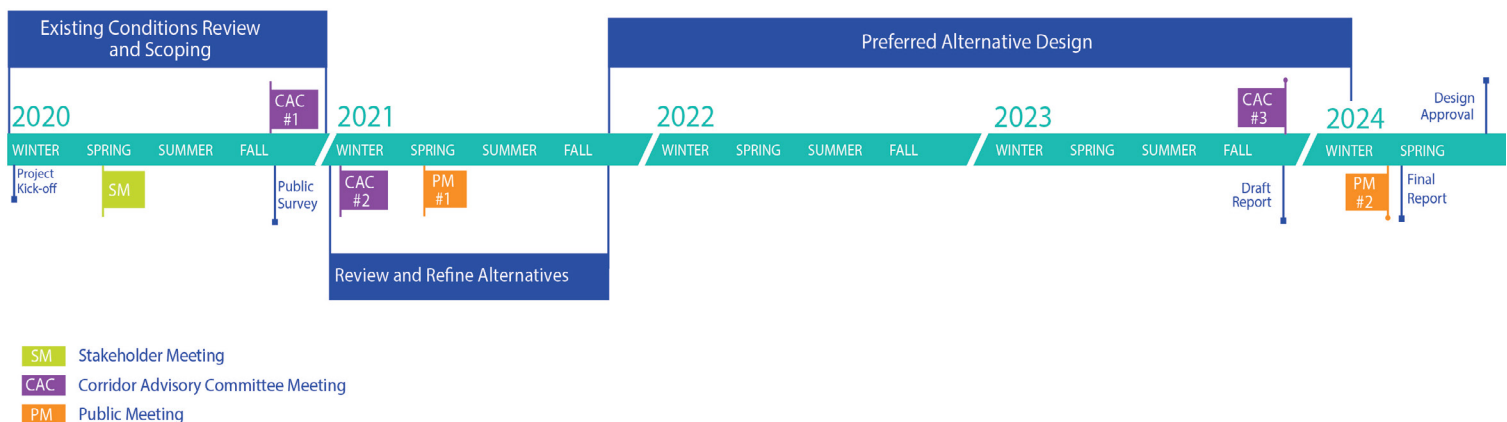 Existing Conditions Review
and Scoping
Preferred Alternative Design
2020
CAC
#1
2021
2022
2023
CAC
#3
2024
Design
Approval
WINTER SPRING SUMMER FALL WINTER SPRING SUMMER FALL WINTER SPRING SUMMER FALL WINTER SPRING SUMMER FALL WINTER SPRING
Project
Kick-off
SM
Public
Survey
CAC
#2
PM
#1
Draft
Report
PM
#2
Final
Report
Review and Refine Alternatives
SM Stakeholder Meeting
CAC Corridor Advisory Committee Meeting
PM Public Meeting